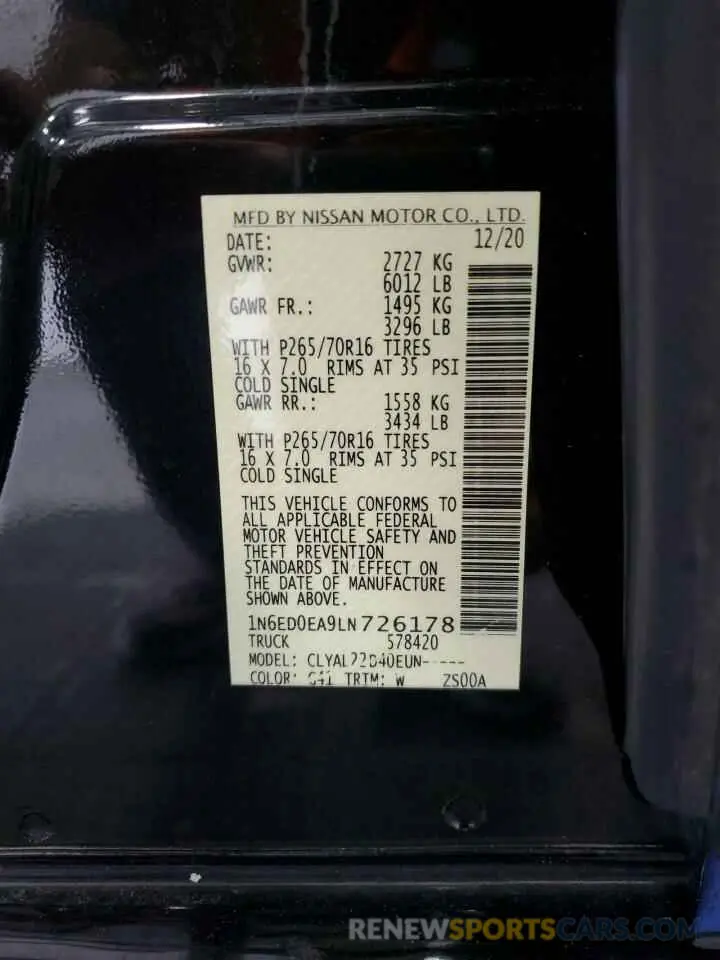 MFD BY NISSAN MOTOR CO., LTD.
DATE: 12/20
GVWR: 2727 KG
6012 LB
GAWR FR.: 1495 KG
3296 LB
WITH P265/70R16 TIRES
16 X 7.0 RIMS AT 35 PSI
COLD SINGLE
GAWR RR.: 1558 KG
3434 LB
WITH P265/70R16 TIRES
16 X 7.0 RIMS AT 35 PSI
COLD SINGLE
THIS VEHICLE CONFORMS TO
ALL APPLICABLE FEDERAL
MOTOR VEHICLE SAFETY AND
THEFT PREVENTION
STANDARDS IN EFFECT ON
THE DATE OF MANUFACTURE
SHOWN ABOVE.
1N6ED0EA9LN726178
TRUCK 578420
MODEL:
COLOR: TRIM: W ZS00A
RENEWSPORTSCARS.COM